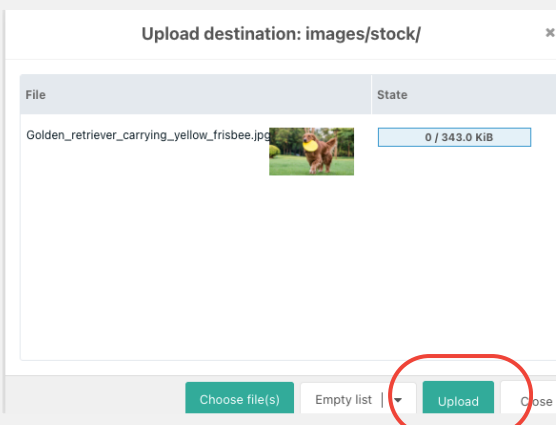 Upload destination: images/stock/ ×
File State
Golden_retriever_carrying_yellow_frisbee.jpg 0 / 343.0 KiB
Choose file(s) Empty list Upload Close